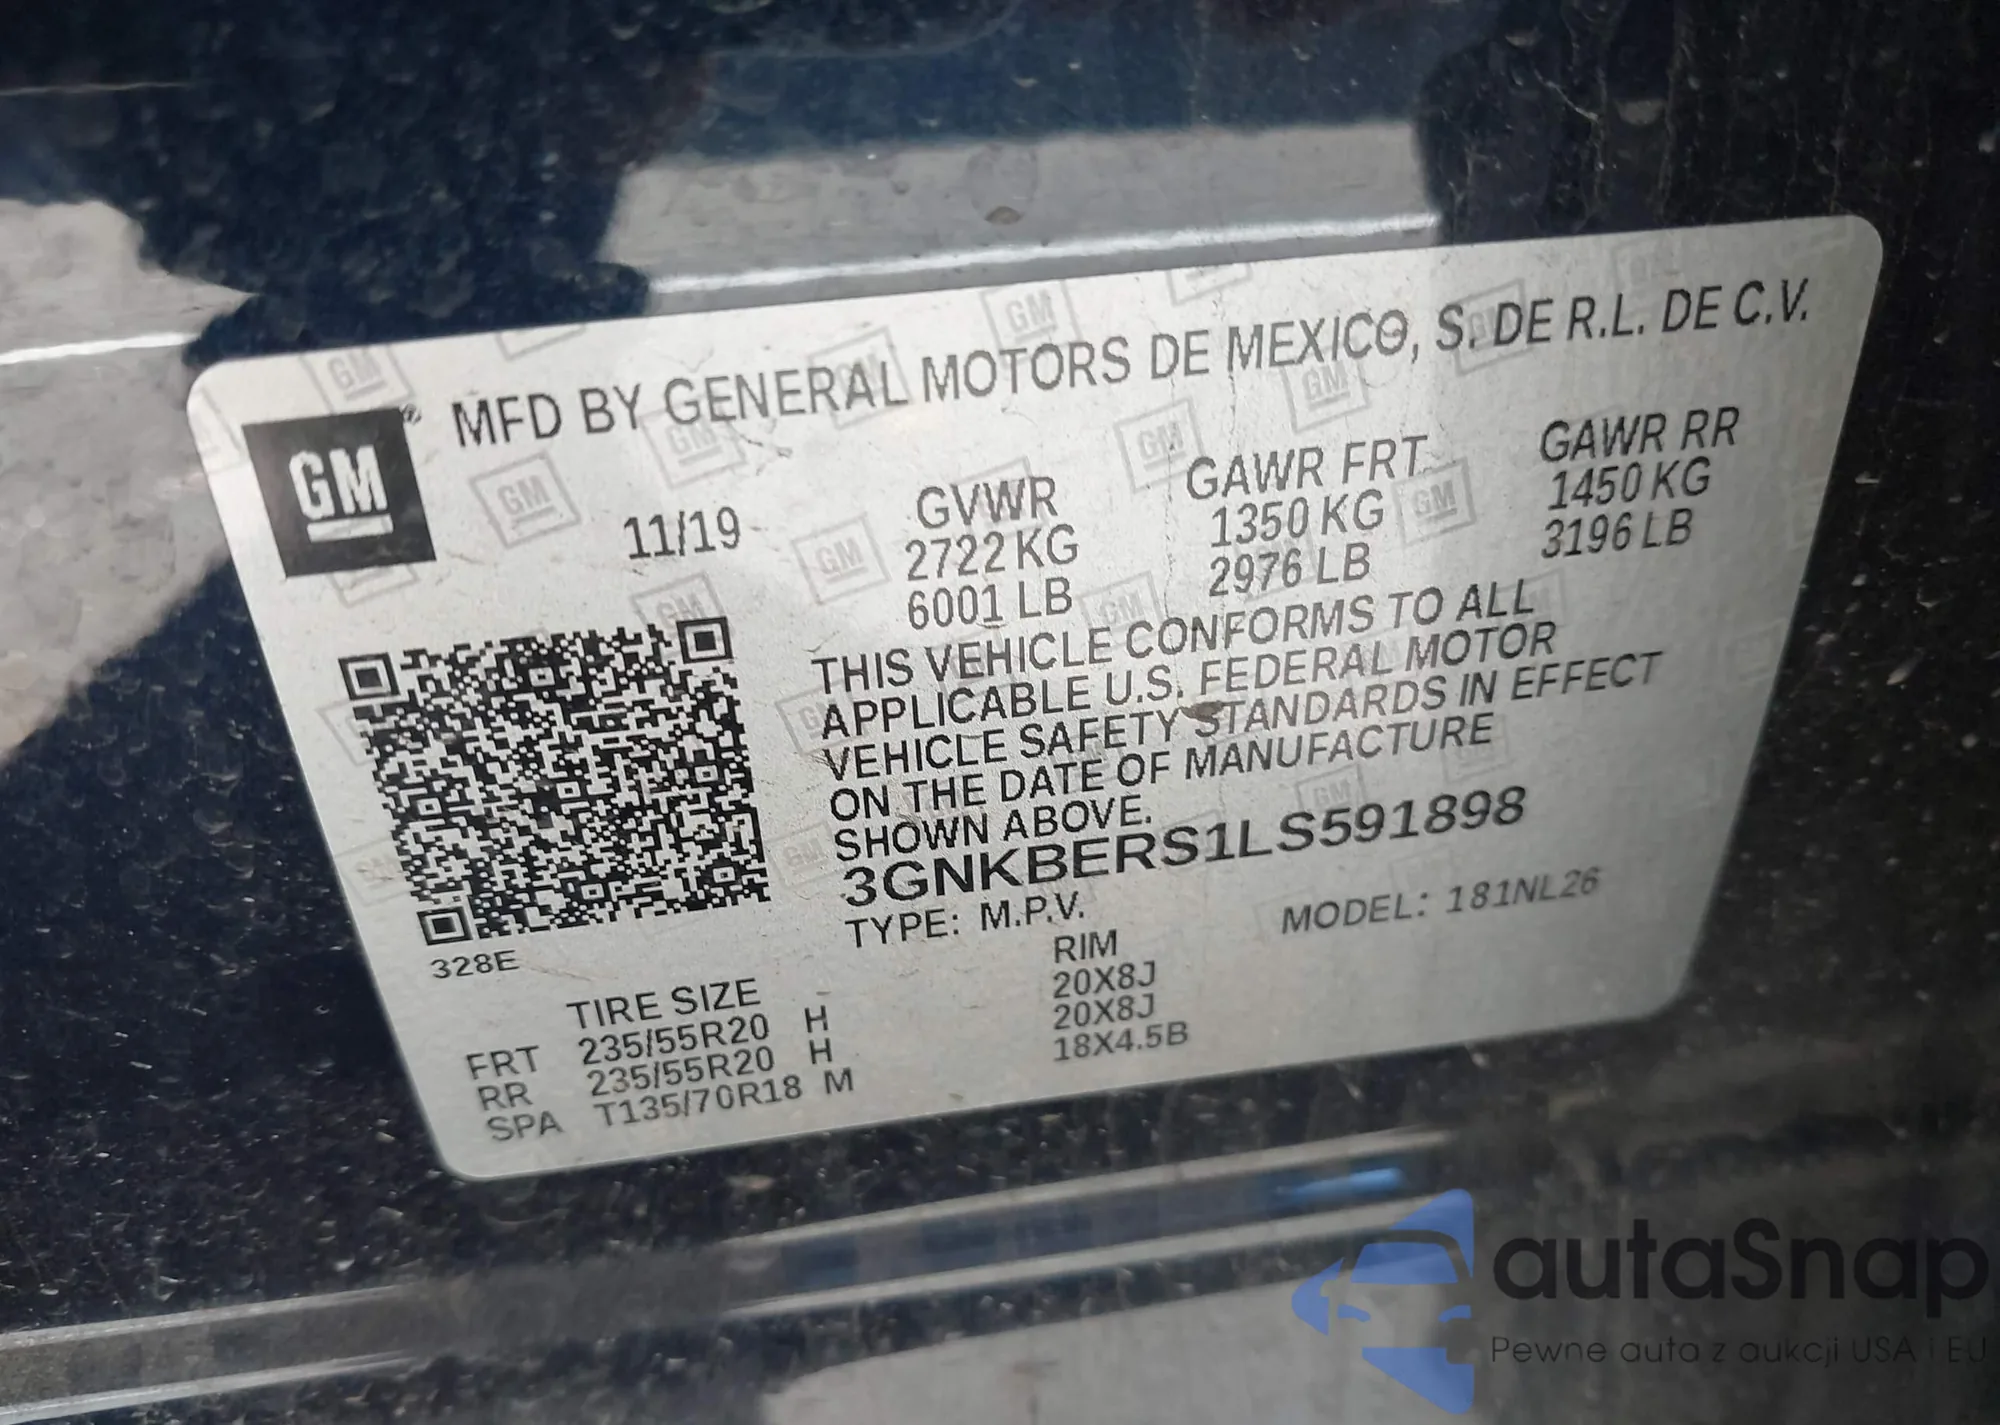 GM ® MFD BY GENERAL MOTORS DE MEXICO, S. DE R.L. DE C.V.
11/19
GVWR
2722 KG
6001 LB
GAWR FRT
1350 KG
2976 LB
GAWR RR
1450 KG
3196 LB
THIS VEHICLE CONFORMS TO ALL
APPLICABLE U.S. FEDERAL MOTOR
VEHICLE SAFETY STANDARDS IN EFFECT
ON THE DATE OF MANUFACTURE
SHOWN ABOVE.
3GNKBERS1LS591898
TYPE: M.P.V. MODEL: 181NL26
328E
TIRE SIZE RIM
FRT 235/55R20 H 20X8J
RR 235/55R20 H 20X8J
SPA T135/70R18 M 18X4.5B
autaSnap
Pewne auta z aukcji USA i EU